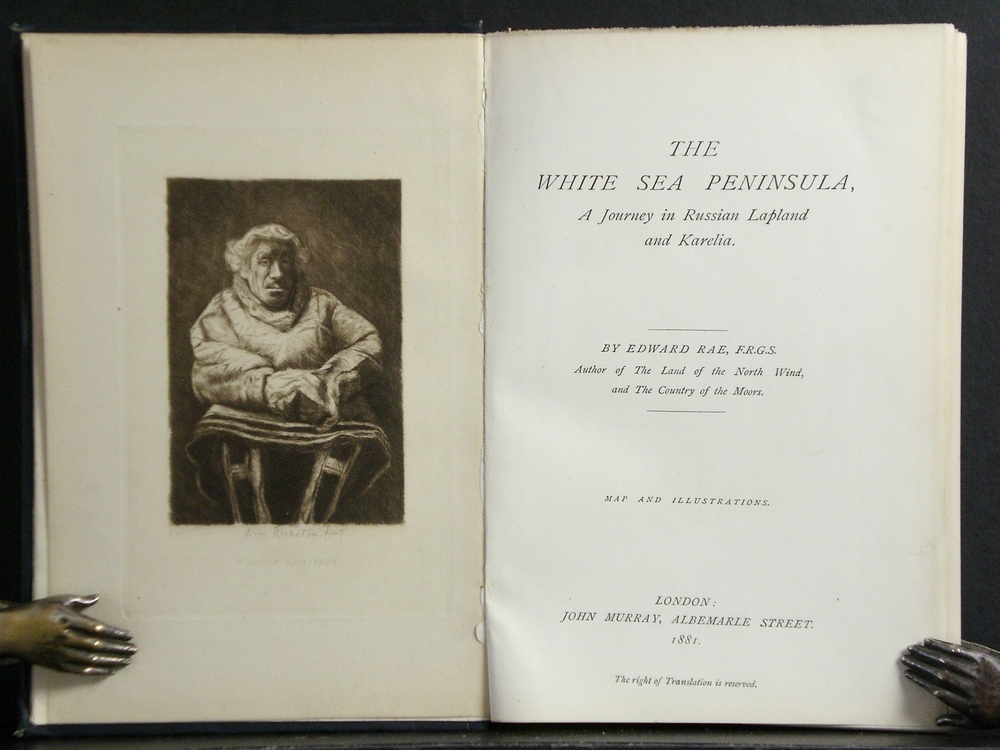 THE
WHITE SEA PENINSULA,
A Journey in Russian Lapland
and Karelia.
BY EDWARD RAE, F.R.G.S.
Author of The Land of the North Wind,
and The Country of the Moors.
MAP AND ILLUSTRATIONS.
LONDON:
JOHN MURRAY, ALBEMARLE STREET.
1881.
The right of Translation is reserved.